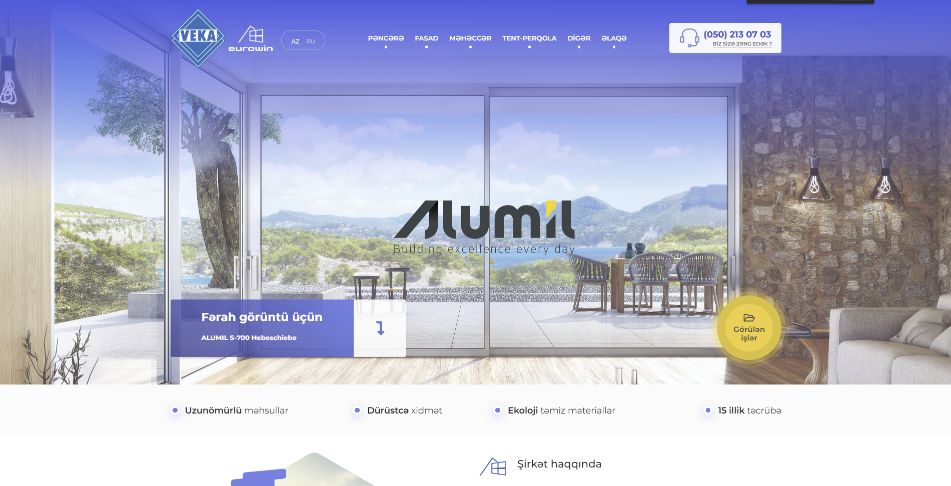 VEKA
eurowin
AZ RU
PƏNCƏRƏ FASAD MƏHƏCCƏR TENT-PERQOLA DİGƏR ƏLAQƏ
(050) 213 07 03
BİZ SİZƏ ZƏNG EDƏK ?
Alumil
Building excellence every day
Fərah görüntü üçün
ALUMIL S-700 Hebeschiebe
Görülən
işlər
Uzunömürlü məhsullar Dürüstcə xidmət Ekoloji təmiz materiallar 15 illik təcrübə
Şirkət haqqında